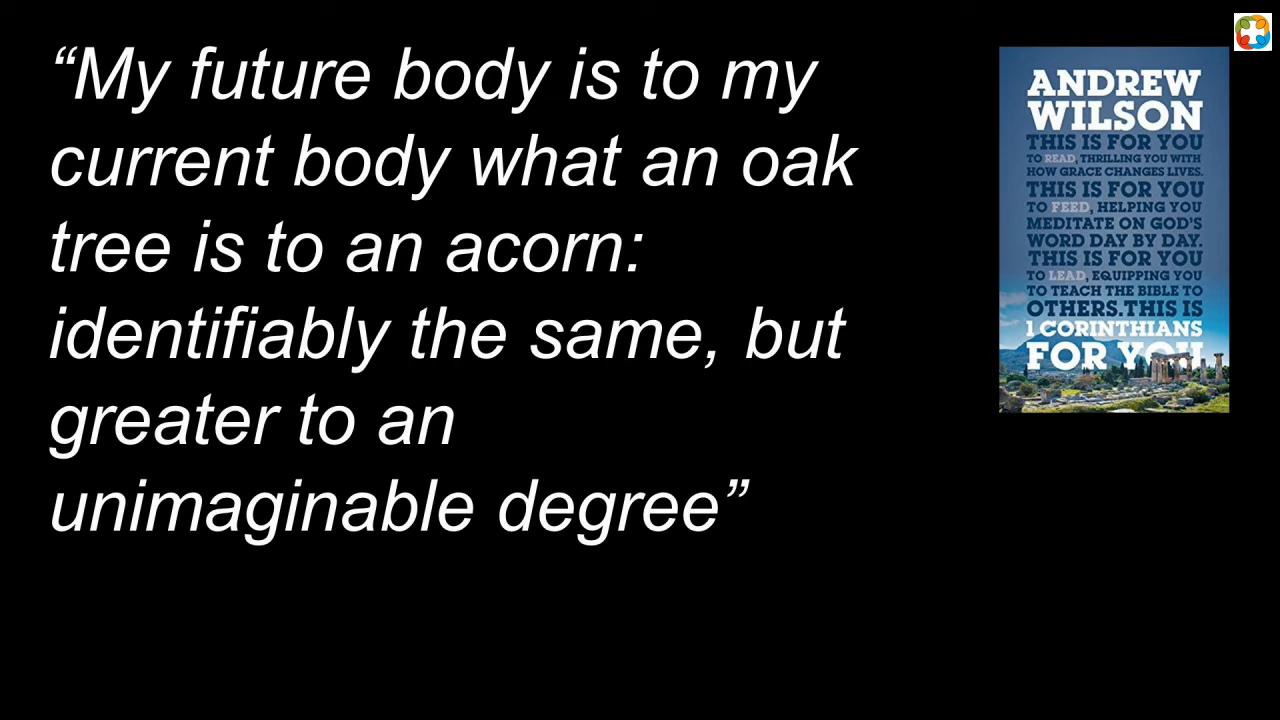 “My future body is to my
current body what an oak
tree is to an acorn:
identifiably the same, but
greater to an
unimaginable degree”
ANDREW
WILSON
THIS IS FOR YOU
TO READ, THRILLING YOU WITH
HOW GRACE CHANGES LIVES.
THIS IS FOR YOU
TO FEED, HELPING YOU
MEDITATE ON GOD'S
WORD DAY BY DAY.
THIS IS FOR YOU
TO LEAD, EQUIPPING YOU
TO TEACH THE BIBLE TO
OTHERS.THIS IS
1 CORINTHIANS
FOR YOU